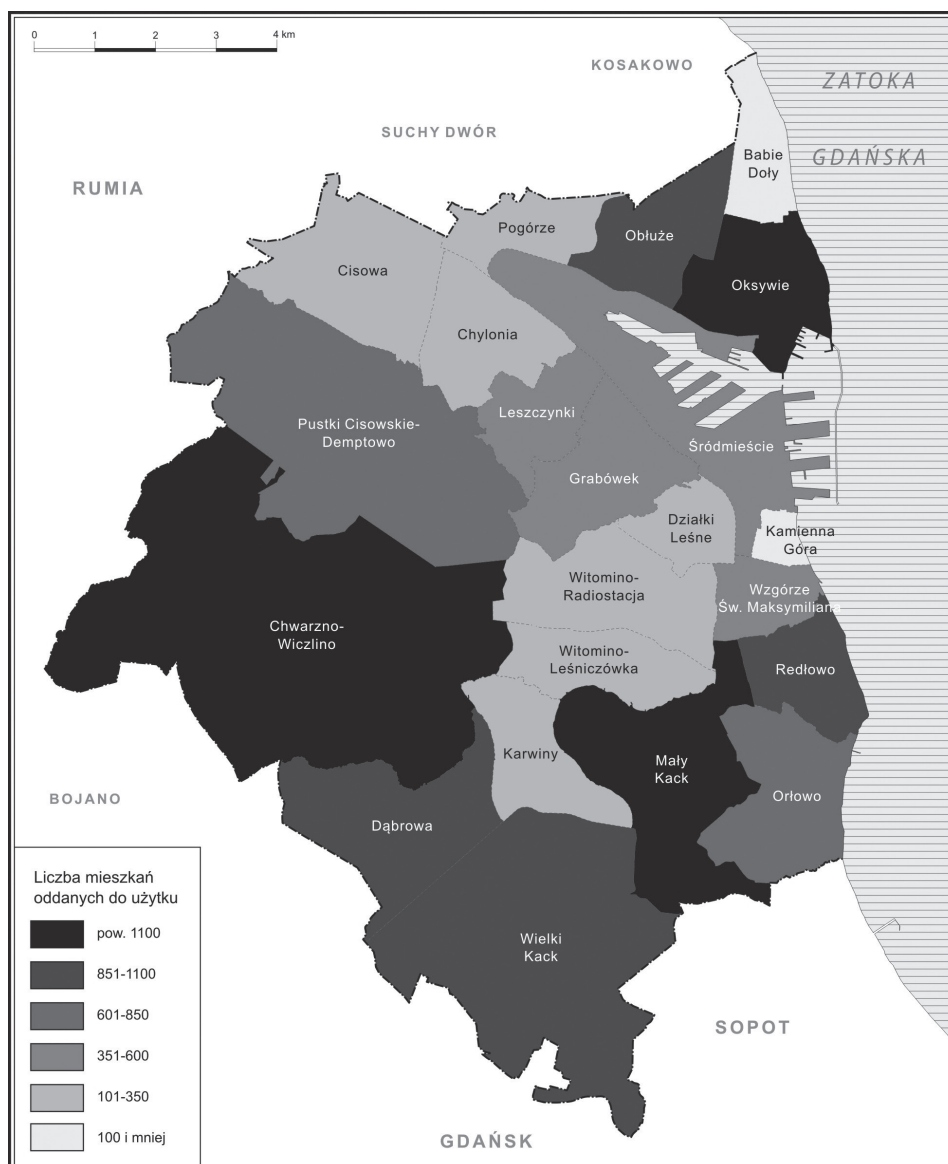 0 1 2 3 4 km
KOSAKOWO
ZATOKA
GDAŃSKA
SUCHY DWÓR
RUMIA
Babie
Doły
Pogórze
Obłuże
Cisowa
Oksywie
Chylonia
Leszczynki
Pustki Cisowskie-
Demptowo
Śródmieście
Grabówek
Działki
Leśne
Kamienna
Góra
Witomino-
Radiostacja
Wzgórze
Św. Maksymiliana
Chwarzno-
Wiczlino
Witomino-
Leśniczówka
Redłowo
Karwiny
Mały
Kack
Orłowo
BOJANO
Dąbrowa
Wielki
Kack
SOPOT
GDAŃSK
Liczba mieszkań
oddanych do użytku
pow. 1100
851-1100
601-850
351-600
101-350
100 i mniej